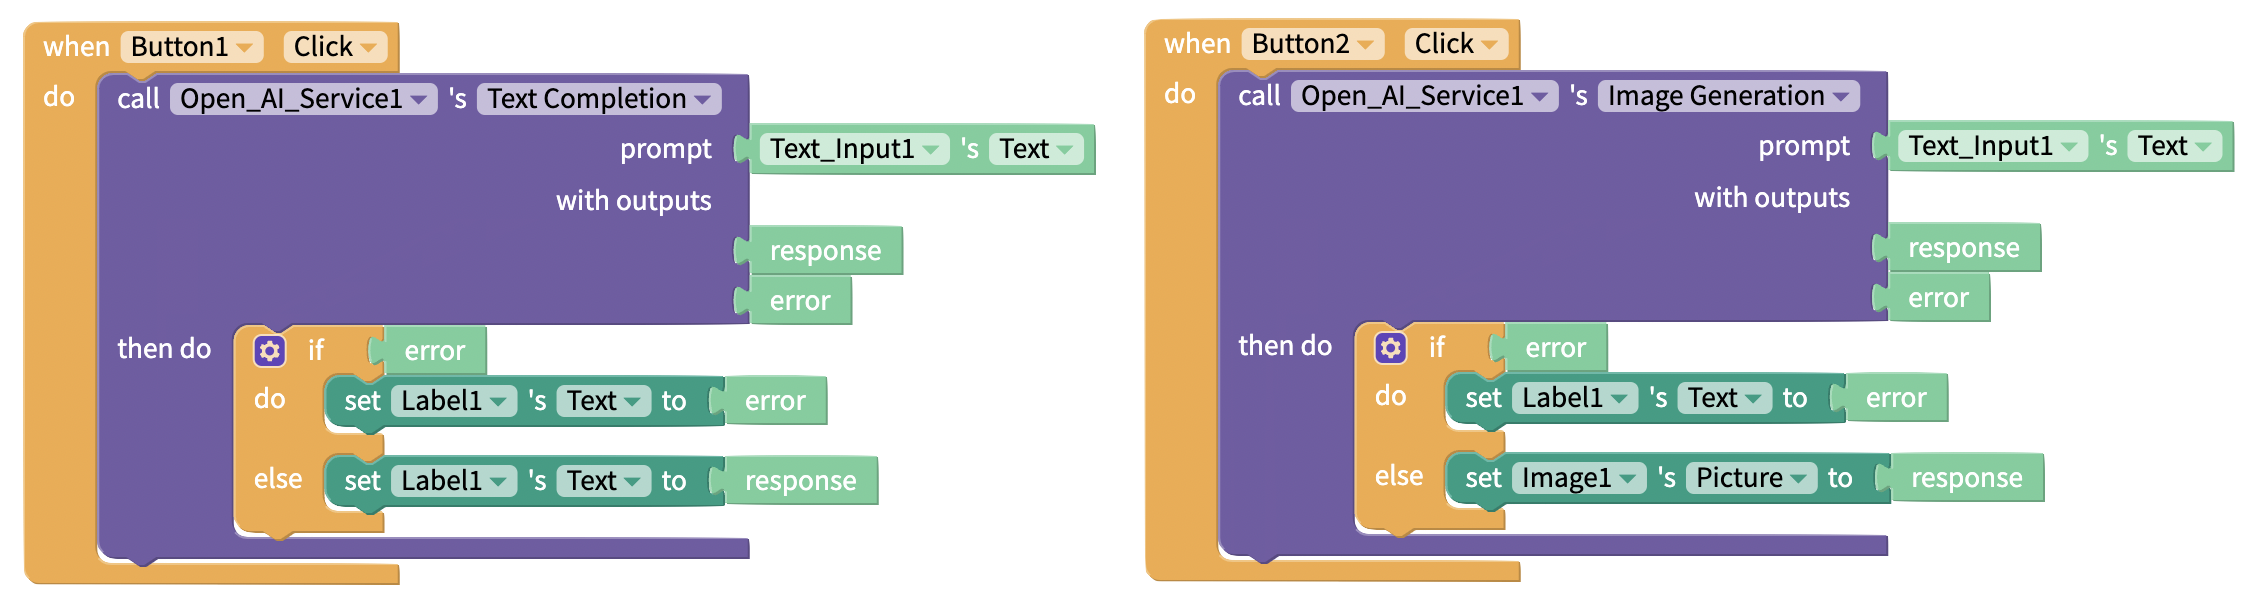 when Button1 Click
do call Open_AI_Service1 's Text Completion
prompt Text_Input1 's Text
with outputs
response
error
then do if error
do set Label1 's Text to error
else set Label1 's Text to response
when Button2 Click
do call Open_AI_Service1 's Image Generation
prompt Text_Input1 's Text
with outputs
response
error
then do if error
do set Label1 's Text to error
else set Image1 's Picture to response